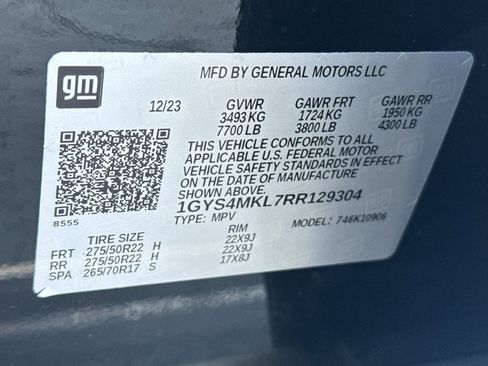 gm
MFD BY GENERAL MOTORS LLC
12/23 GVWR GAWR FRT GAWR RR
3493 KG 1724 KG 1950 KG
7700 LB 3800 LB 4300 LB
THIS VEHICLE CONFORMS TO ALL
APPLICABLE U.S. FEDERAL MOTOR
VEHICLE SAFETY STANDARDS IN EFFECT
ON THE DATE OF MANUFACTURE
SHOWN ABOVE.
1GYS4MKL7RR129304
8555
TYPE: MPV MODEL: 746K10906
TIRE SIZE RIM
FRT 275/50R22 H 22X9J
RR 275/50R22 H 22X9J
SPA 265/70R17 S 17X8J